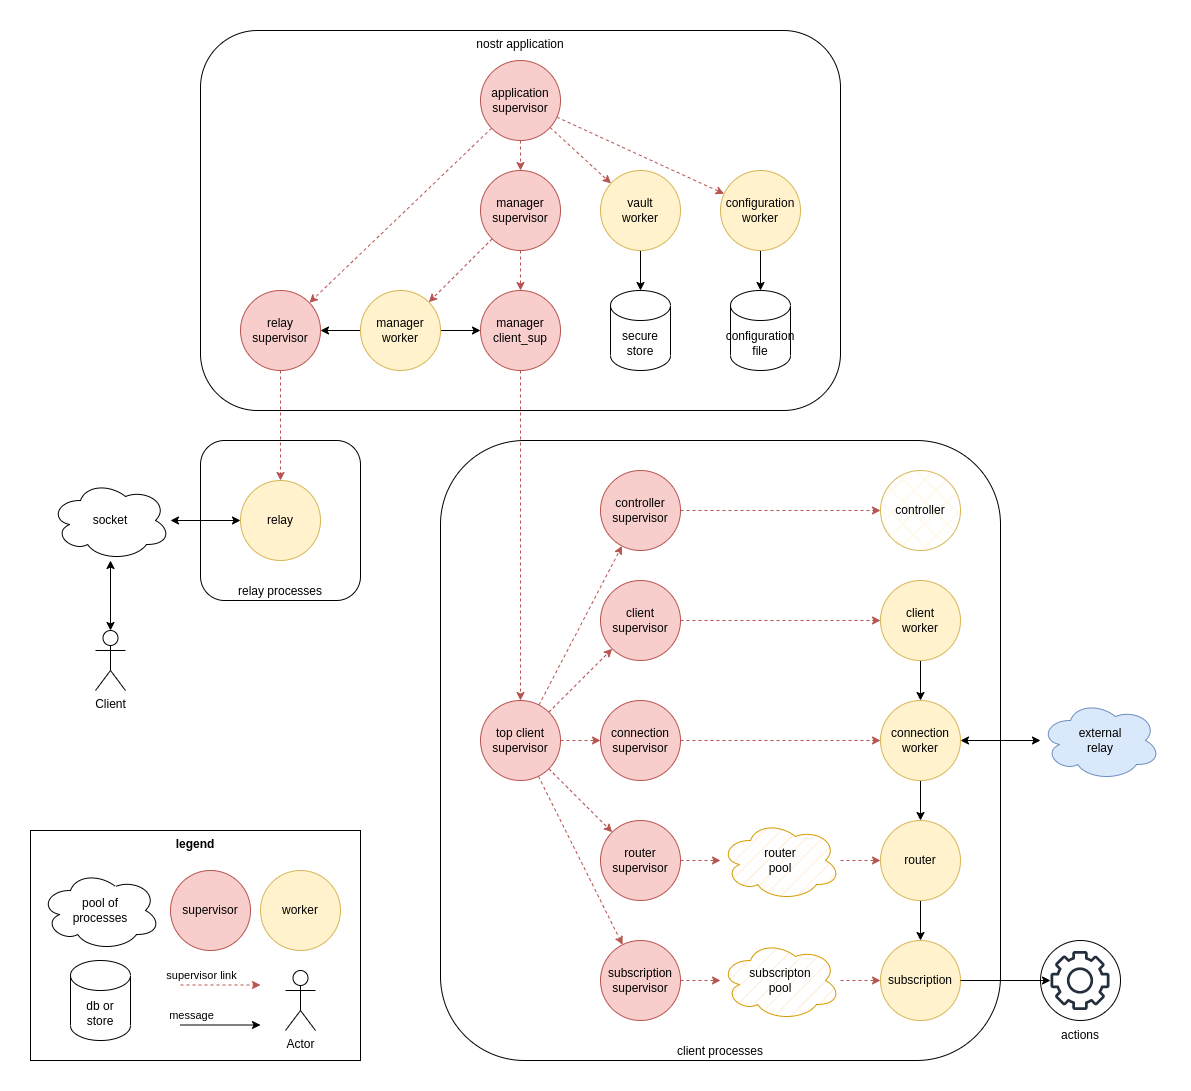 nostr application
application
supervisor
manager
supervisor
vault
worker
configuration
worker
relay
supervisor
manager
worker
manager
client_sup
secure
store
configuration
file
socket
relay
relay processes
Client
controller
supervisor
controller
client
supervisor
client
worker
top client
supervisor
connection
supervisor
connection
worker
external
relay
router
supervisor
router
pool
router
subscription
supervisor
subscripton
pool
subscription
actions
client processes
legend
pool of
processes
supervisor
worker
db or
store
supervisor link
message
Actor